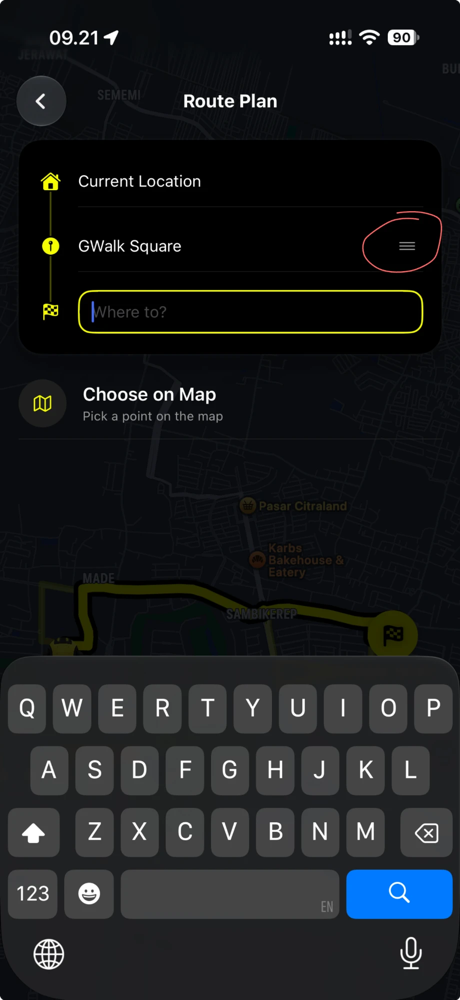 09.21
90
SEMEMI
Route Plan
Current Location
GWalk Square
Where to?
Choose on Map
Pick a point on the map
Pasar Citraland
Karbs
Bakehouse &
Eatery
MADE
SAMBIKEREP
Q W E R T Y U I O P
A S D F G H J K L
Z X C V B N M
123
EN